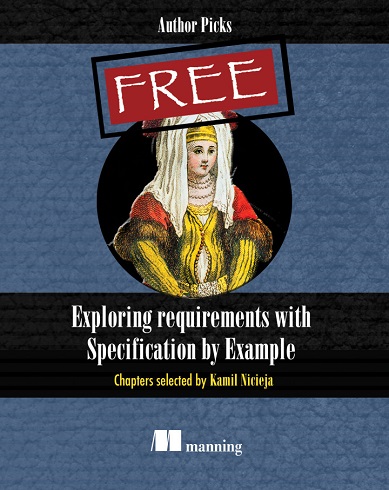 Author Picks
FREE
Exploring requirements with
Specification by Example
Chapters selected by Kamil Nicieja
manning